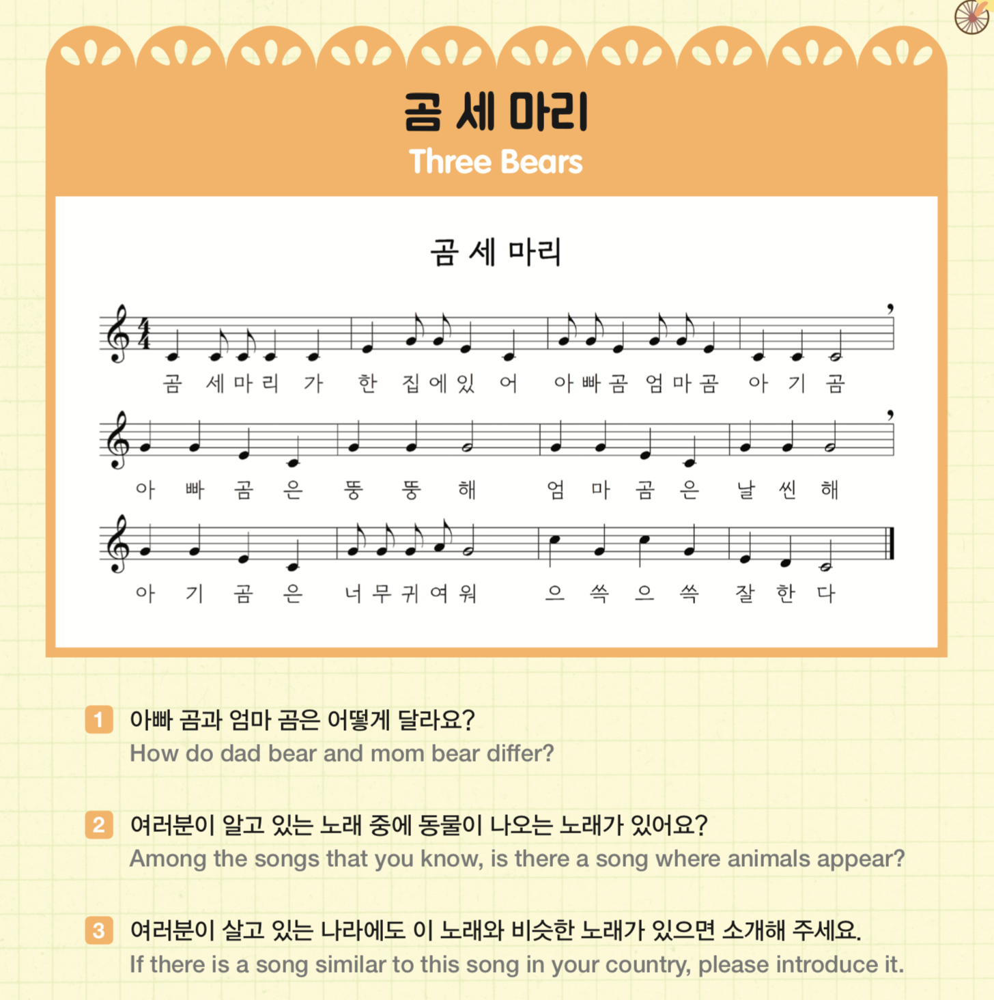 곰 세 마리
Three Bears
곰 세 마리
4
4
곰 세 마 리 가 한 집 에 있 어 아 빠 곰 엄 마 곰 아 기 곰
아 빠 곰 은 뚱 뚱 해 엄 마 곰 은 날 씬 해
아 기 곰 은 너 무 귀 여 워 으 쓱 으 쓱 잘 한 다
1 아빠 곰과 엄마 곰은 어떻게 달라요?
How do dad bear and mom bear differ?
2 여러분이 알고 있는 노래 중에 동물이 나오는 노래가 있어요?
Among the songs that you know, is there a song where animals appear?
3 여러분이 살고 있는 나라에도 이 노래와 비슷한 노래가 있으면 소개해 주세요.
If there is a song similar to this song in your country, please introduce it.